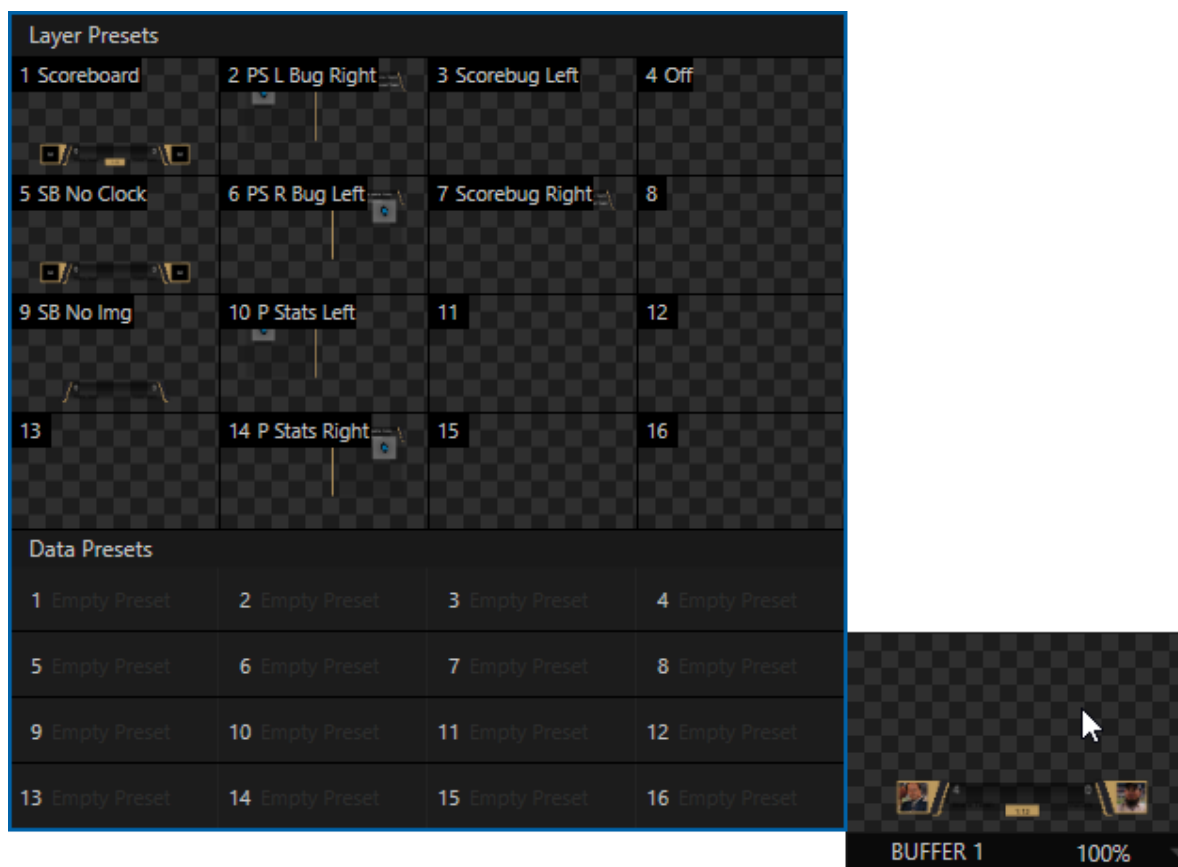 Layer Presets
1 Scoreboard
2 PS L Bug Right
3 Scorebug Left
4 Off
5 SB No Clock
6 PS R Bug Left
7 Scorebug Right
8
9 SB No Img
10 P Stats Left
11
12
13
14 P Stats Right
15
16
Data Presets
1 Empty Preset
2 Empty Preset
3 Empty Preset
4 Empty Preset
5 Empty Preset
6 Empty Preset
7 Empty Preset
8 Empty Preset
9 Empty Preset
10 Empty Preset
11 Empty Preset
12 Empty Preset
13 Empty Preset
14 Empty Preset
15 Empty Preset
16 Empty Preset
4
0
BUFFER 1
100%